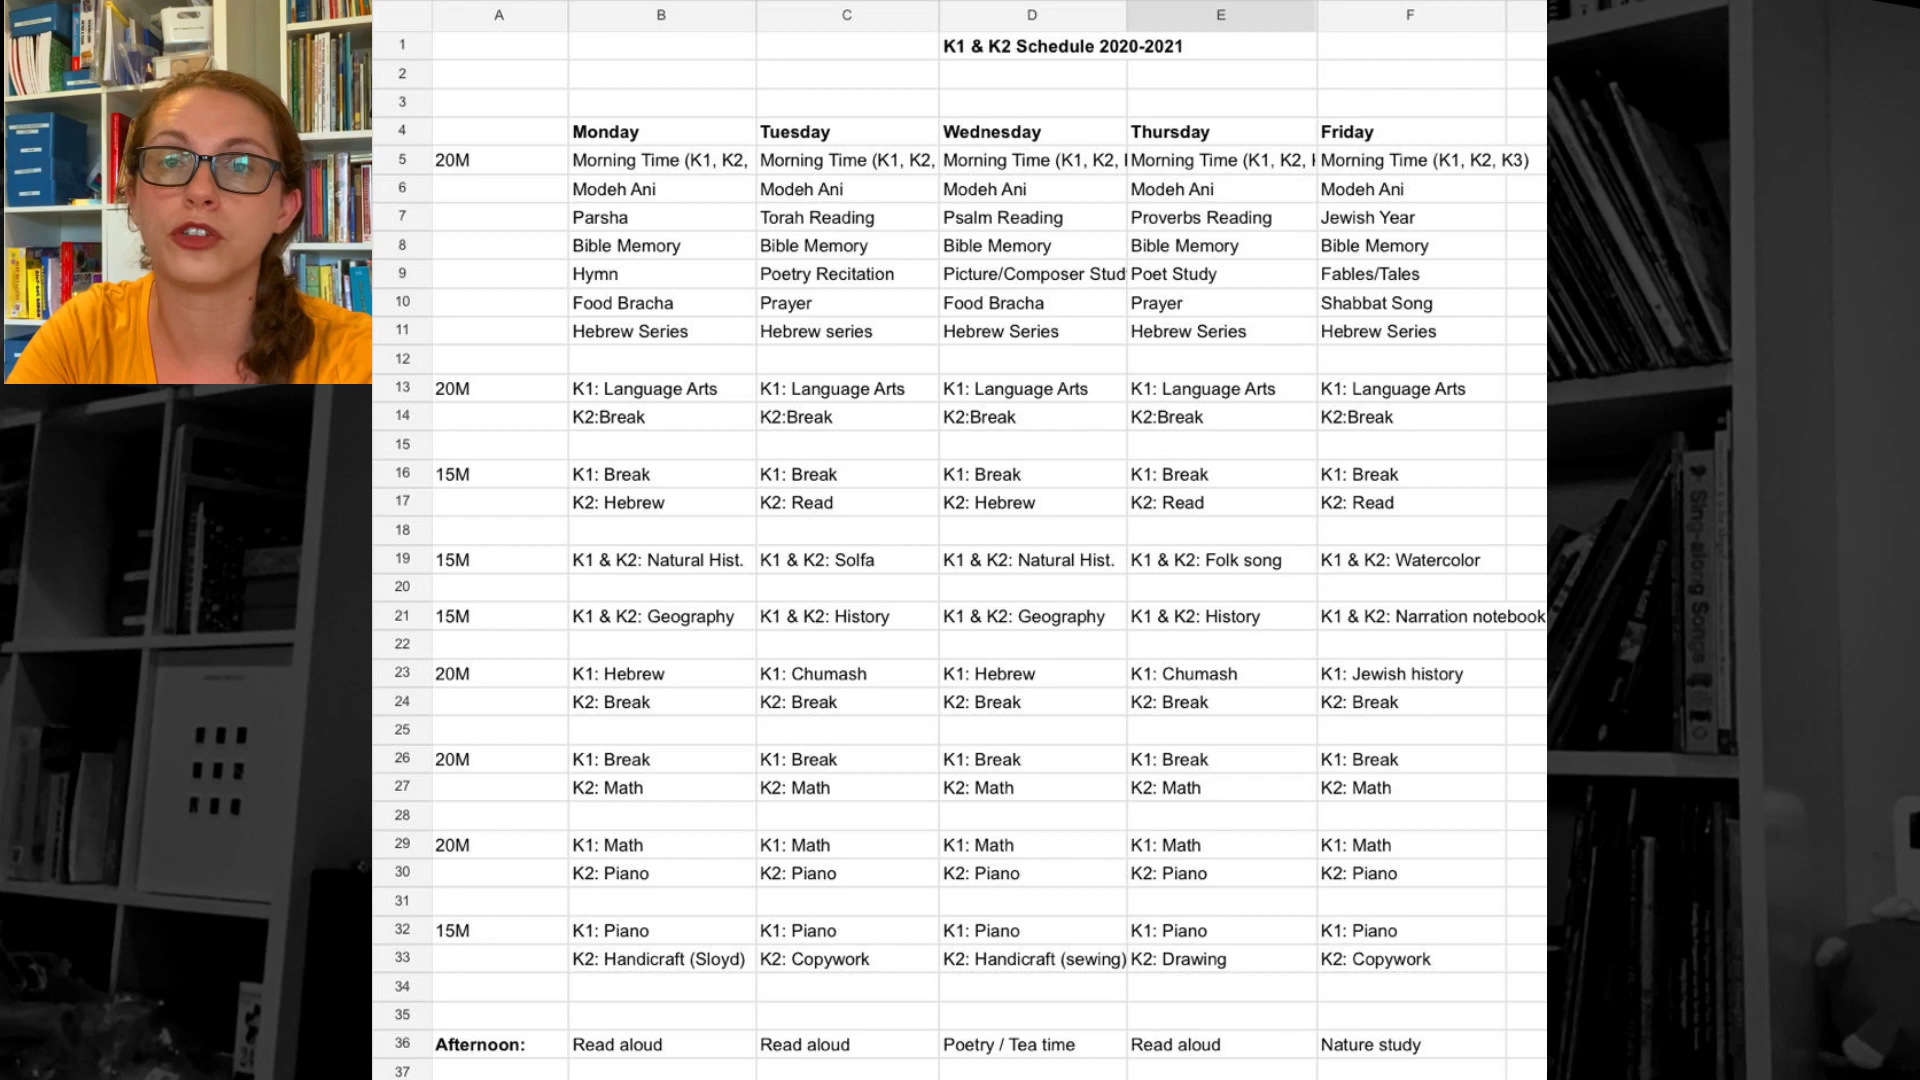 A B C D E F
1 K1 & K2 Schedule 2020-2021
2
3
4 Monday Tuesday Wednesday Thursday Friday
5 20M Morning Time (K1, K2, Morning Time (K1, K2, Morning Time (K1, K2, Morning Time (K1, K2, Morning Time (K1, K2, K3)
6 Modeh Ani Modeh Ani Modeh Ani Modeh Ani Modeh Ani
7 Parsha Torah Reading Psalm Reading Proverbs Reading Jewish Year
8 Bible Memory Bible Memory Bible Memory Bible Memory Bible Memory
9 Hymn Poetry Recitation Picture/Composer Stud Poet Study Fables/Tales
10 Food Bracha Prayer Food Bracha Prayer Shabbat Song
11 Hebrew Series Hebrew series Hebrew Series Hebrew Series Hebrew Series
12
13 20M K1: Language Arts K1: Language Arts K1: Language Arts K1: Language Arts K1: Language Arts
14 K2:Break K2:Break K2:Break K2:Break K2:Break
15
16 15M K1: Break K1: Break K1: Break K1: Break K1: Break
17 K2: Hebrew K2: Read K2: Hebrew K2: Read K2: Read
18
19 15M K1 & K2: Natural Hist. K1 & K2: Solfa K1 & K2: Natural Hist. K1 & K2: Folk song K1 & K2: Watercolor
20
21 15M K1 & K2: Geography K1 & K2: History K1 & K2: Geography K1 & K2: History K1 & K2: Narration notebook
22
23 20M K1: Hebrew K1: Chumash K1: Hebrew K1: Chumash K1: Jewish history
24 K2: Break K2: Break K2: Break K2: Break K2: Break
25
26 20M K1: Break K1: Break K1: Break K1: Break K1: Break
27 K2: Math K2: Math K2: Math K2: Math K2: Math
28
29 20M K1: Math K1: Math K1: Math K1: Math K1: Math
30 K2: Piano K2: Piano K2: Piano K2: Piano K2: Piano
31
32 15M K1: Piano K1: Piano K1: Piano K1: Piano K1: Piano
33 K2: Handicraft (Sloyd) K2: Copywork K2: Handicraft (sewing) K2: Drawing K2: Copywork
34
35
36 Afternoon: Read aloud Read aloud Poetry / Tea time Read aloud Nature study
37
Sing-along Songs